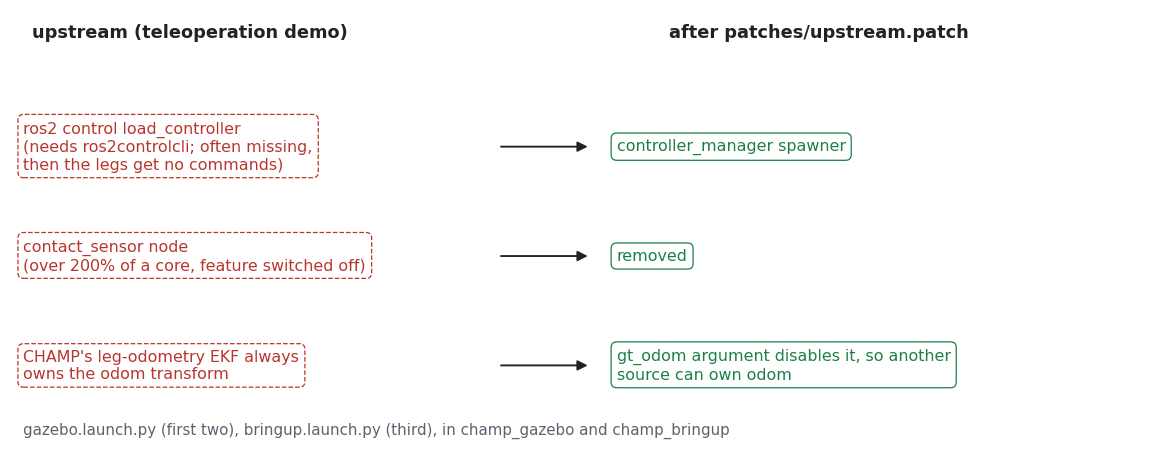 upstream (teleoperation demo)
after patches/upstream.patch
ros2 control load_controller
(needs ros2controlcli; often missing,
then the legs get no commands)
controller_manager spawner
contact_sensor node
(over 200% of a core, feature switched off)
removed
CHAMP's leg-odometry EKF always
owns the odom transform
gt_odom argument disables it, so another
source can own odom
gazebo.launch.py (first two), bringup.launch.py (third), in champ_gazebo and champ_bringup